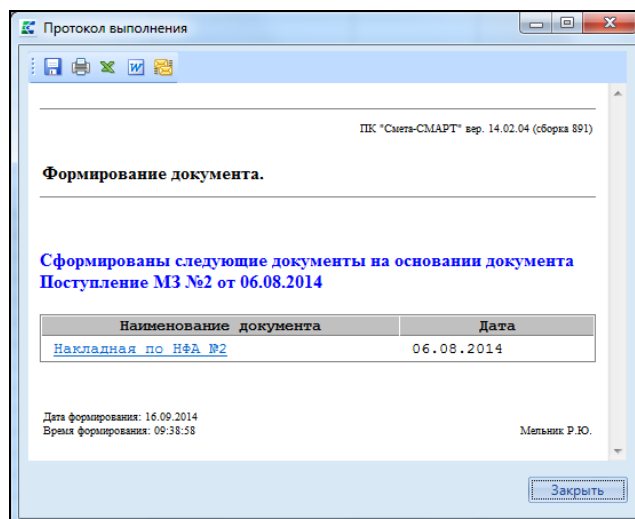 Протокол выполнения
ПК "Смета-СМАРТ" вер. 14.02.04 (сборка 891)
Формирование документа.
Сформированы следующие документы на основании документа
Поступление МЗ №2 от 06.08.2014
Наименование документа Дата
Накладная по НФА №2 06.08.2014
Дата формирования: 16.09.2014
Время формирования: 09:38:58 Мельник Р.Ю.
Закрыть